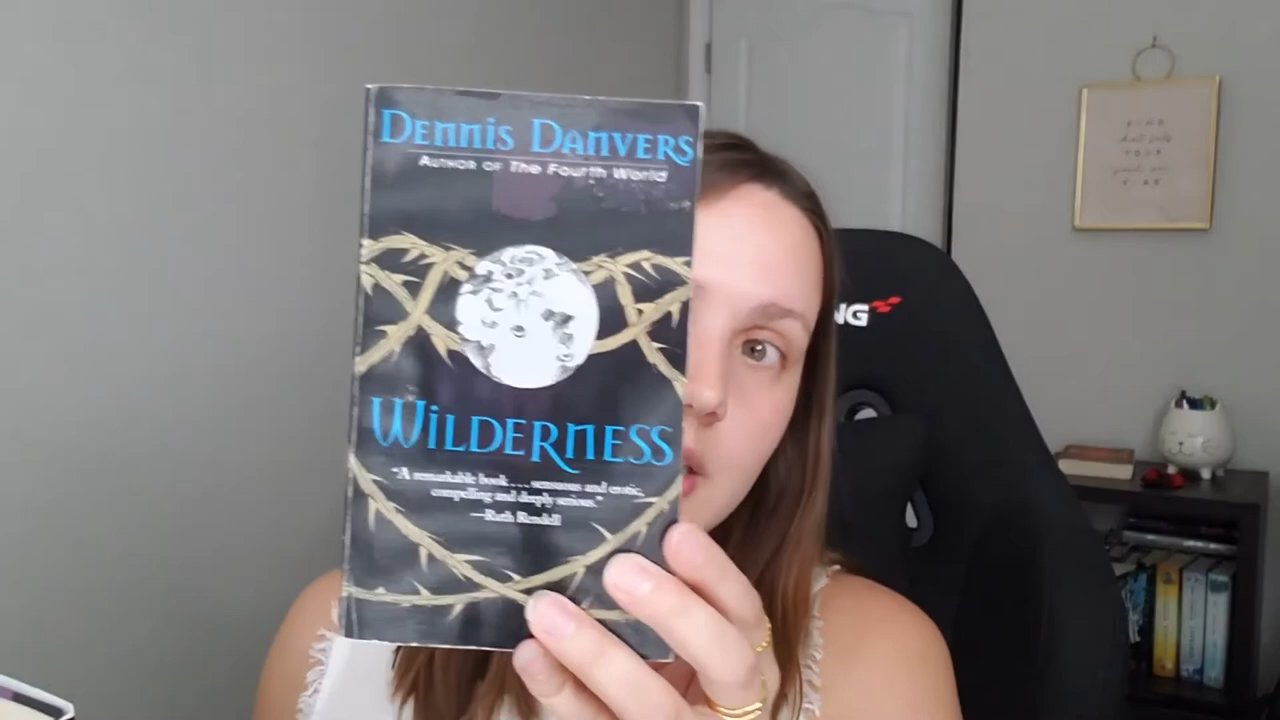 Dennis Danvers
Author of The Fourth World
Wilderness
"A remarkable book... sensuous and erotic,
compelling and deeply serious."
—Ruth Rendell
NG